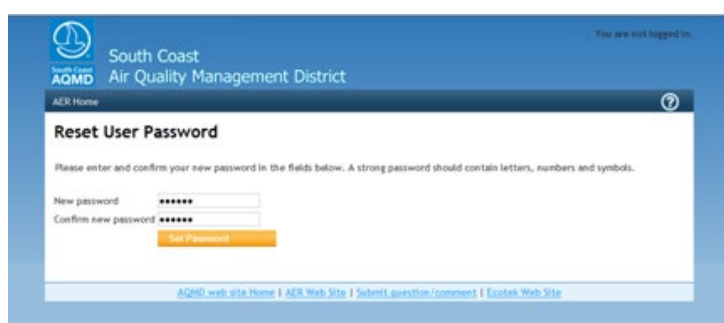 You are not logged in.
South Coast
AQMD
South Coast
Air Quality Management District
AER Home
?
Reset User Password
Please enter and confirm your new password in the fields below. A strong password should contain letters, numbers and symbols.
New password ••••••
Confirm new password ••••••
Set Password
AQMD web site Home | AER Web Site | Submit question/comment | Ecotek Web Site